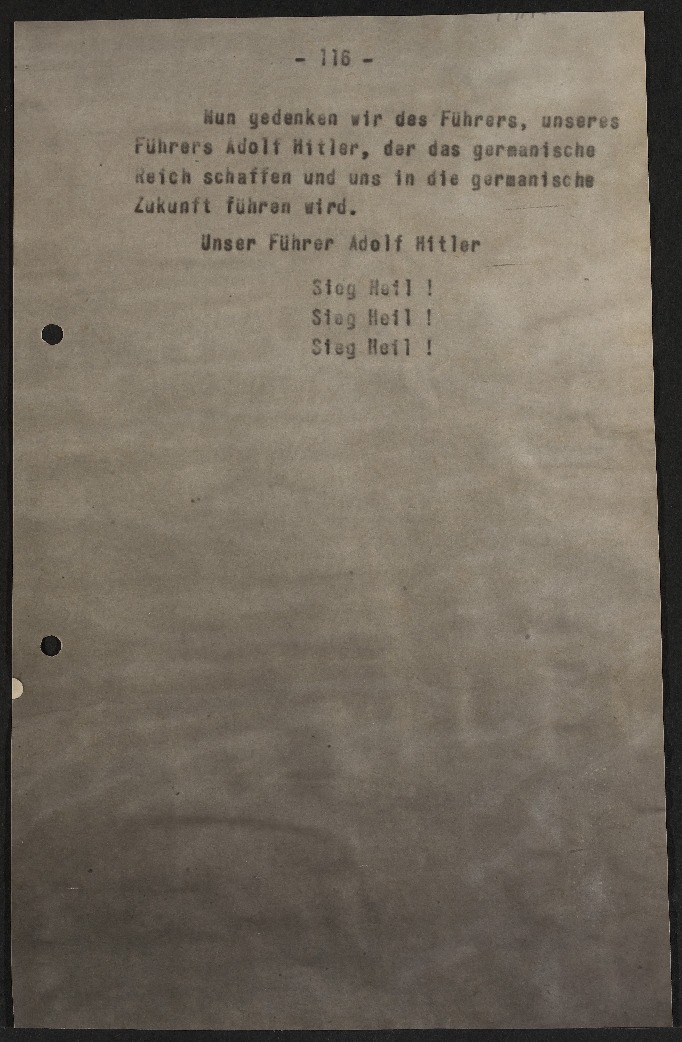 - 116 -
Nun gedenken wir des Führers, unseres
Führers Adolf Hitler, der das germanische
Reich schaffen und uns in die germanische
Zukunft führen wird.
Unser Führer Adolf Hitler
Sieg Heil !
Sieg Heil !
Sieg Heil !